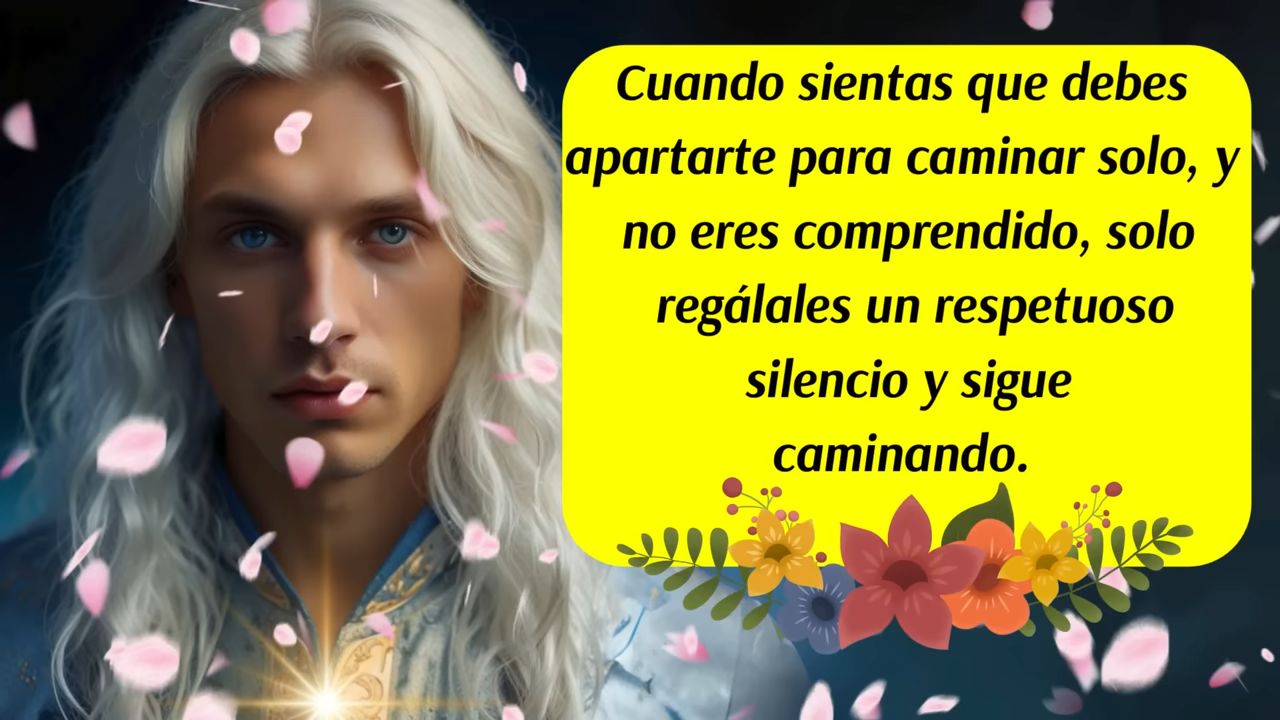 Cuando sientas que debes
apartarte para caminar solo, y
no eres comprendido, solo
regálales un respetuoso
silencio y sigue
caminando.